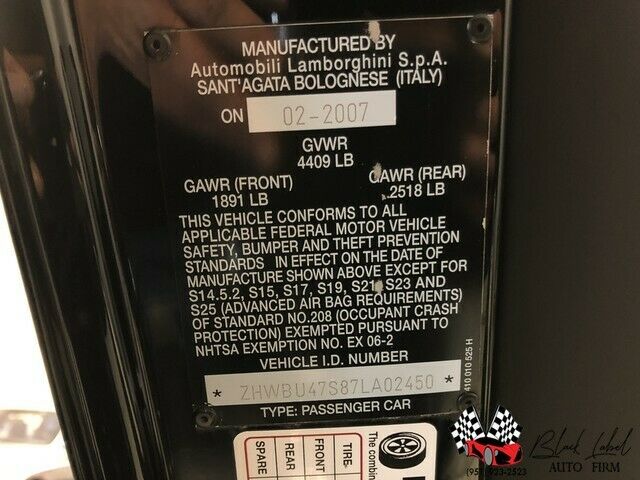 MANUFACTURED BY
Automobili Lamborghini S.p.A.
SANT'AGATA BOLOGNESE (ITALY)
ON 02-2007
GVWR
4409 LB
GAWR (FRONT) GAWR (REAR)
1891 LB 2518 LB
THIS VEHICLE CONFORMS TO ALL
APPLICABLE FEDERAL MOTOR VEHICLE
SAFETY, BUMPER AND THEFT PREVENTION
STANDARDS IN EFFECT ON THE DATE OF
MANUFACTURE SHOWN ABOVE EXCEPT FOR
S14.5.2, S15, S17, S19, S21, S23 AND
S25 (ADVANCED AIR BAG REQUIREMENTS)
OF STANDARD NO.208 (OCCUPANT CRASH
PROTECTION) EXEMPTED PURSUANT TO
NHTSA EXEMPTION NO. EX 06-2
VEHICLE I.D. NUMBER
* ZHWBU47S87LA02450 *
TYPE: PASSENGER CAR
410 010 525 H
The combin
TIRE
FRONT
REAR
SPARE
Black Label
AUTO FIRM